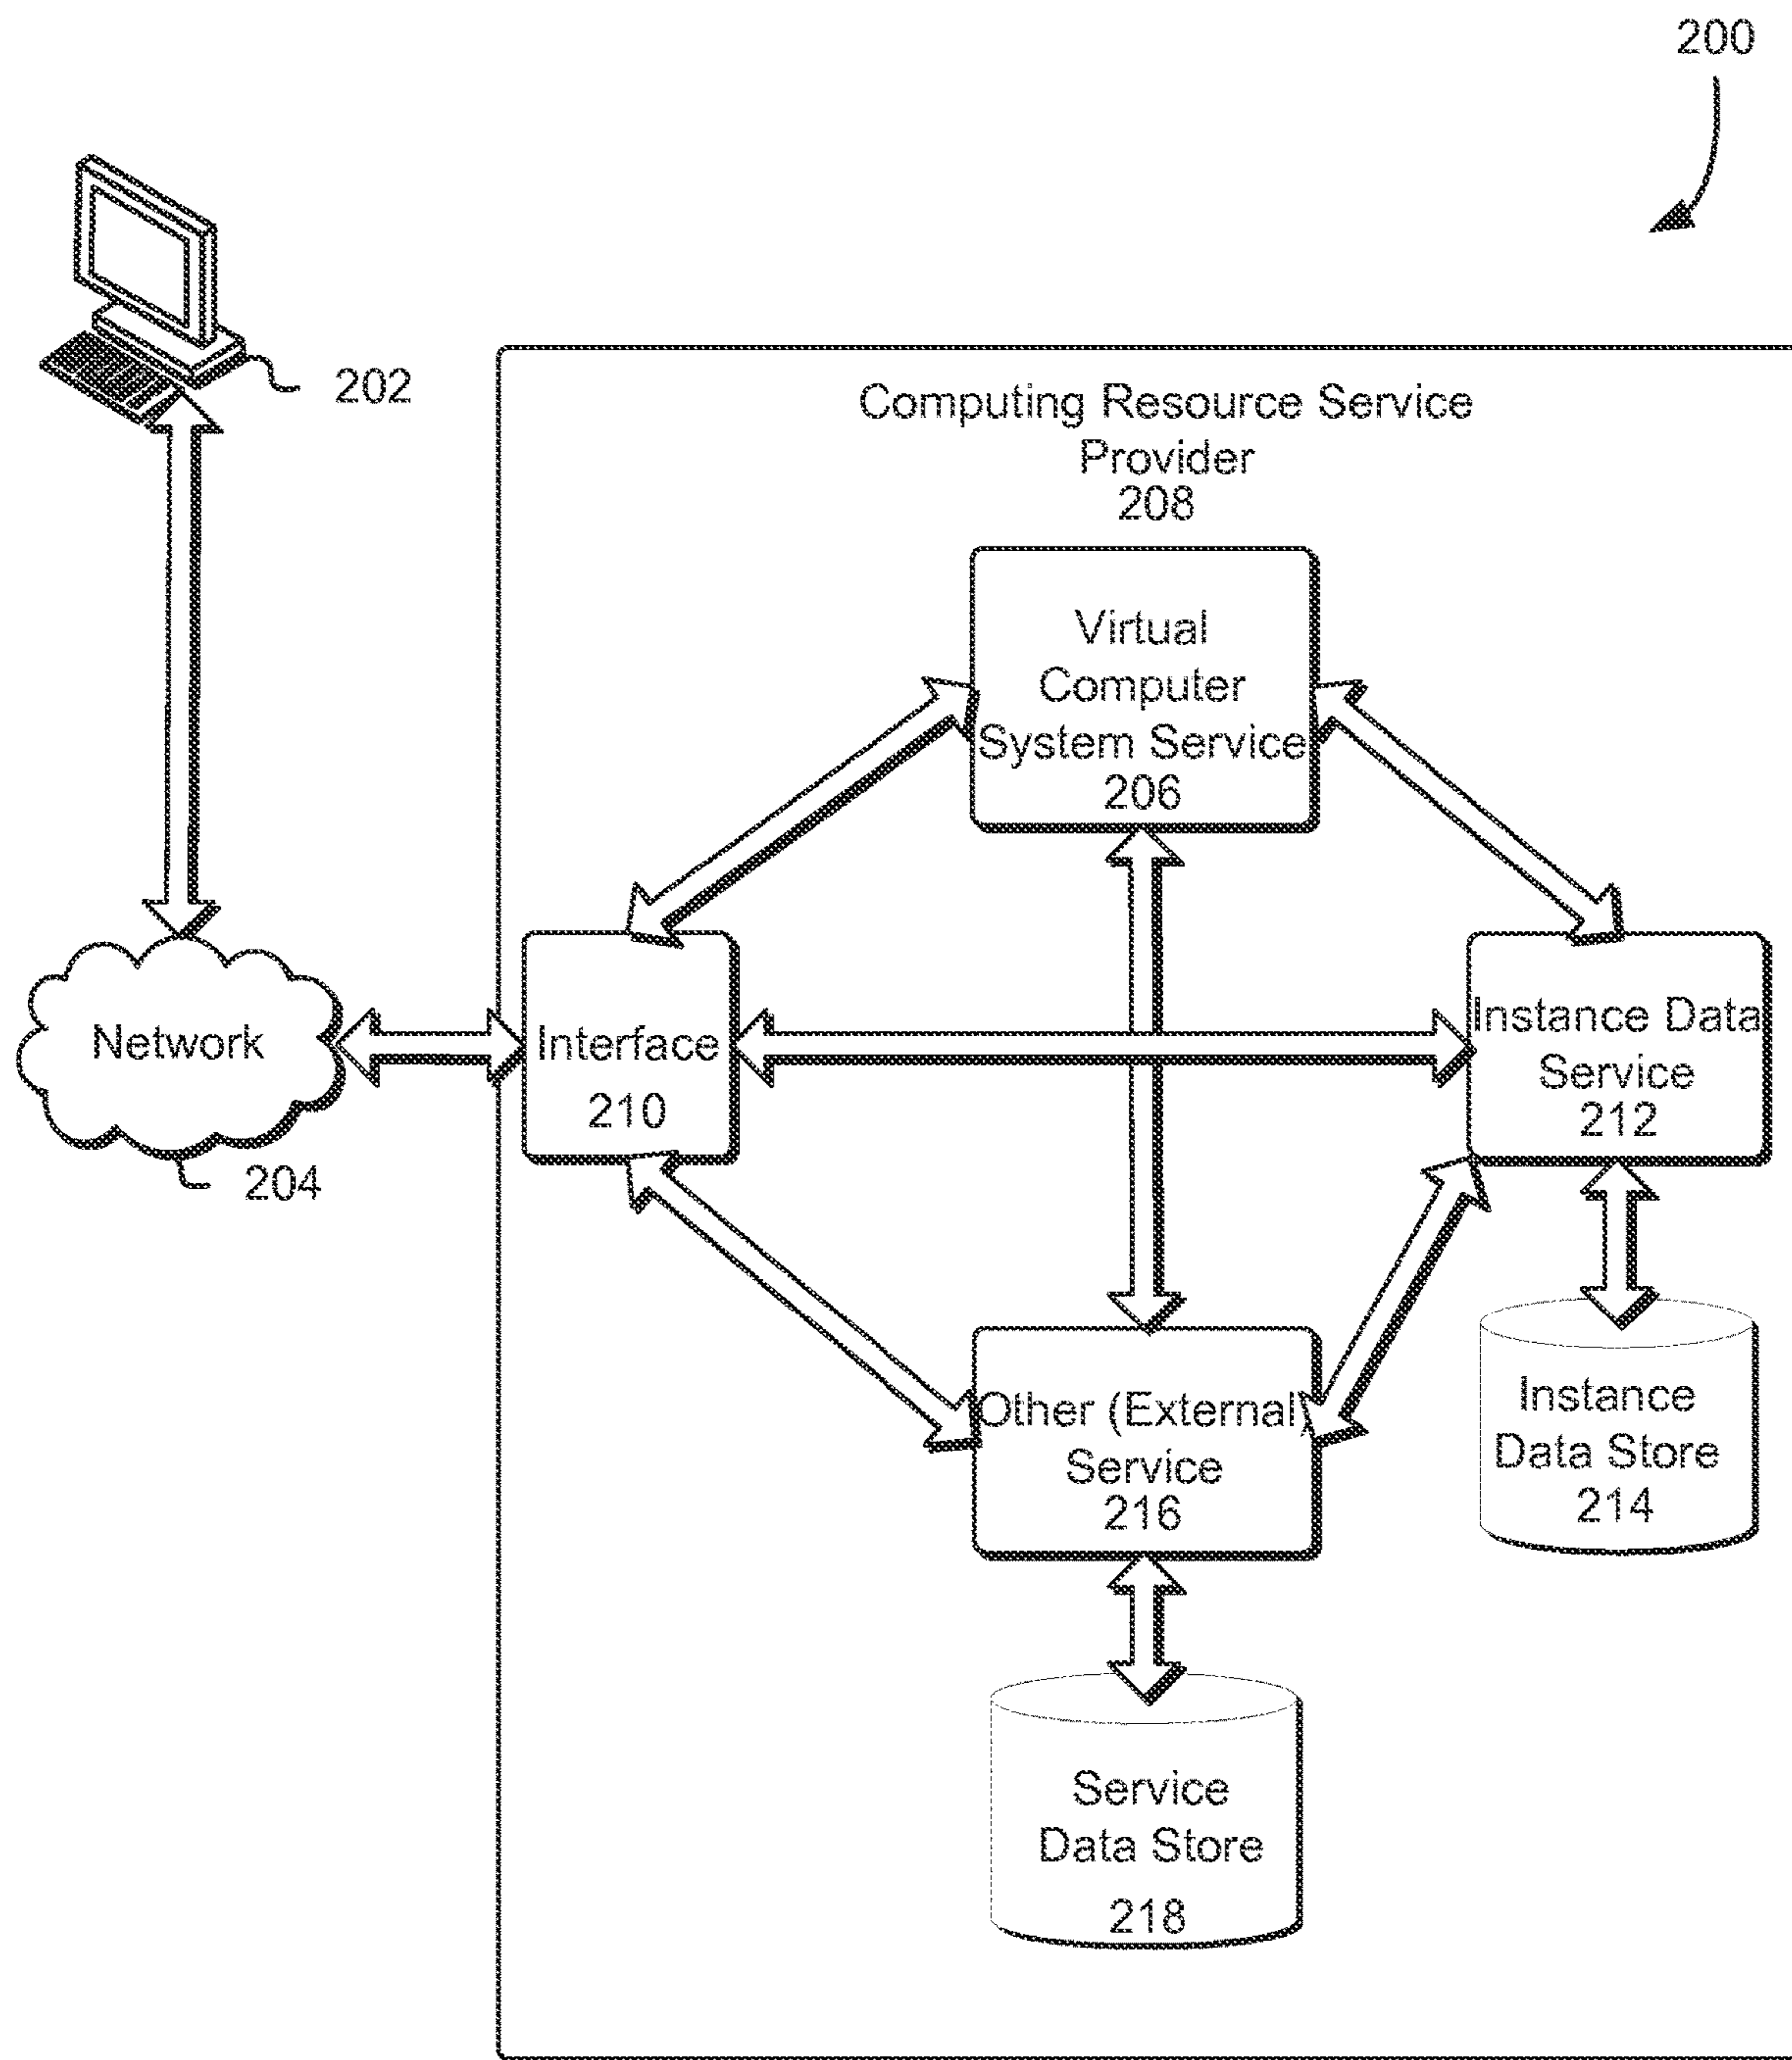 200
202
Computing Resource Service
Provider
208
Virtual
Computer
System Service
206
Network
204
Interface
210
Instance Data
Service
212
Other (External)
Service
216
Instance
Data Store
214
Service
Data Store
218